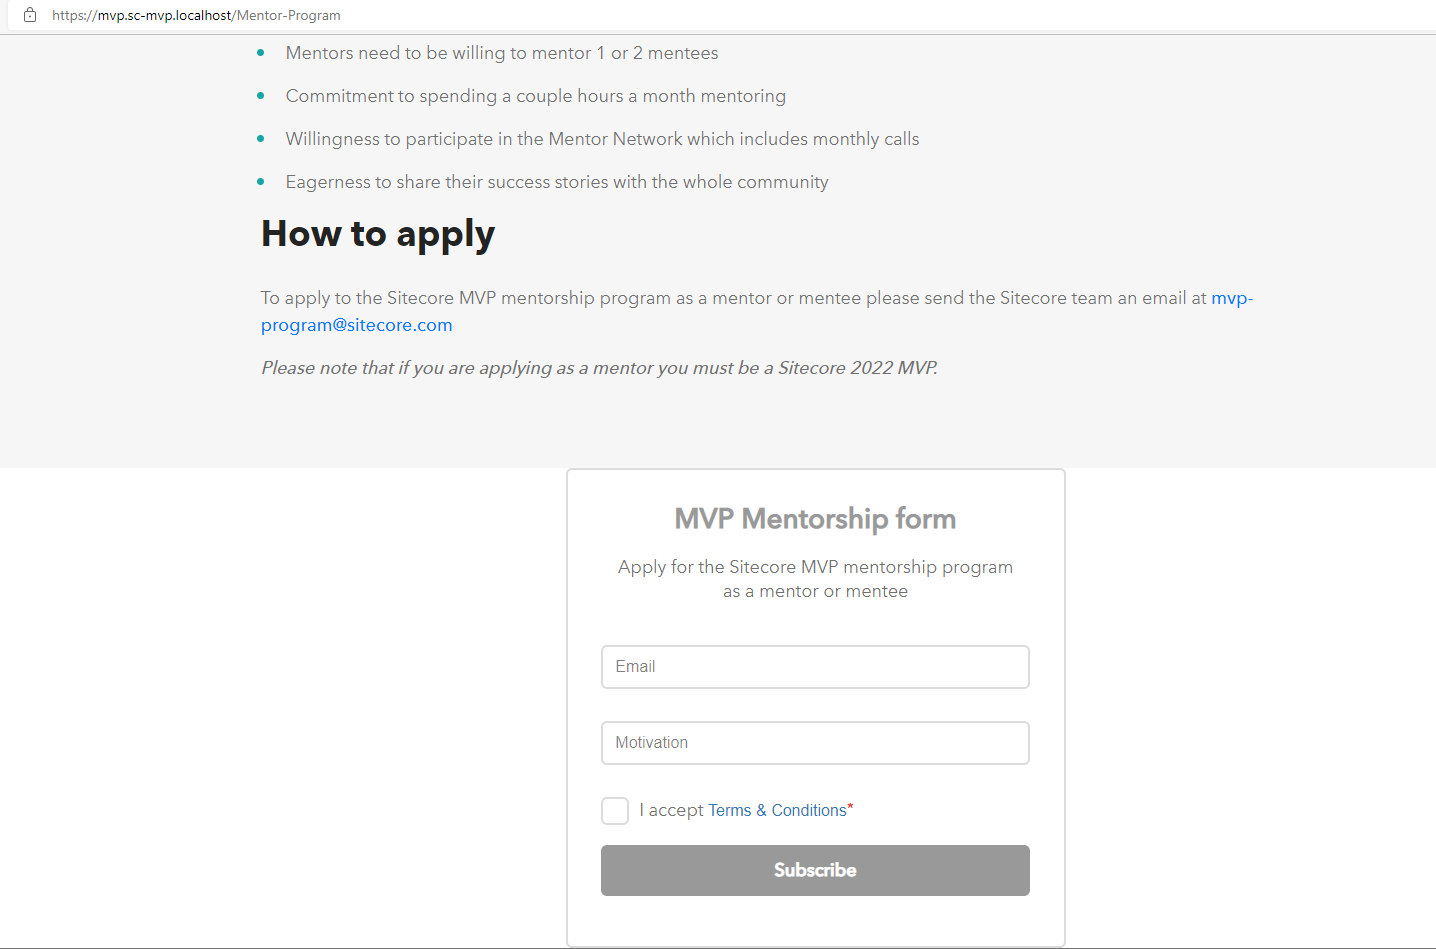 https://mvp.sc-mvp.localhost/Mentor-Program
Mentors need to be willing to mentor 1 or 2 mentees
Commitment to spending a couple hours a month mentoring
Willingness to participate in the Mentor Network which includes monthly calls
Eagerness to share their success stories with the whole community
How to apply
To apply to the Sitecore MVP mentorship program as a mentor or mentee please send the Sitecore team an email at mvp-
program@sitecore.com
Please note that if you are applying as a mentor you must be a Sitecore 2022 MVP.
MVP Mentorship form
Apply for the Sitecore MVP mentorship program
as a mentor or mentee
Email
Motivation
I accept Terms & Conditions*
Subscribe